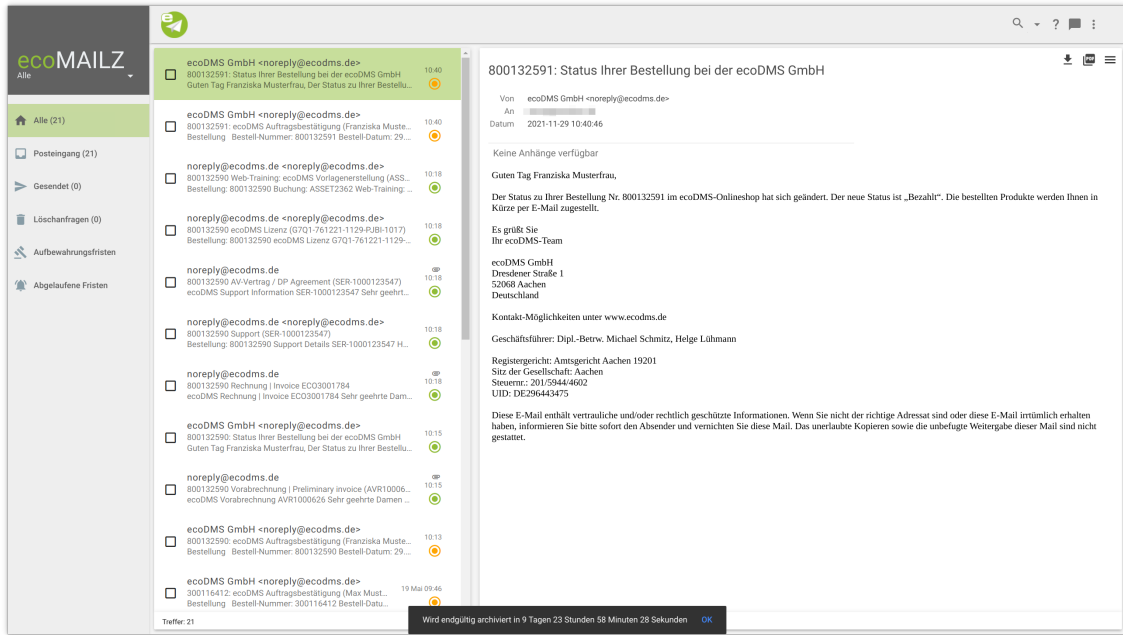 ecoMAILZ
Alle
Alle (21)
Posteingang (21)
Gesendet (0)
Löschanfragen (0)
Aufbewahrungsfristen
Abgelaufene Fristen
ecoDMS GmbH <noreply@ecodms.de>
800132591: Status Ihrer Bestellung bei der ecoDMS GmbH
10:40
Guten Tag Franziska Musterfrau, Der Status zu Ihrer Bestellu...
ecoDMS GmbH <noreply@ecodms.de>
800132591: ecoDMS Auftragsbestätigung (Franziska Muste...
10:40
Bestellung Bestell-Nummer: 800132591 Bestell-Datum: 29....
noreply@ecodms.de <noreply@ecodms.de>
800132590 Web-Training: ecoDMS Vorlagenerstellung (ASS...
10:18
Bestellung: 800132590 Buchung: ASSET2362 Web-Training: ...
noreply@ecodms.de <noreply@ecodms.de>
800132590 ecoDMS Lizenz (G7Q1-761221-1129-PJBI-1017)
10:18
Bestellung: 800132590 ecoDMS Lizenz G7Q1-761221-1129-...
noreply@ecodms.de
800132590 AV-Vertrag / DP Agreement (SER-1000123547)
10:18
ecoDMS Support Information SER-1000123547 Sehr geehrt...
noreply@ecodms.de <noreply@ecodms.de>
800132590 Support (SER-1000123547)
10:18
Bestellung: 800132590 Support Details SER-1000123547 H...
noreply@ecodms.de
800132590 Rechnung | Invoice ECO3001784
10:18
ecoDMS Rechnung | Invoice ECO3001784 Sehr geehrte Dam...
ecoDMS GmbH <noreply@ecodms.de>
800132590: Status Ihrer Bestellung bei der ecoDMS GmbH
10:15
Guten Tag Franziska Musterfrau, Der Status zu Ihrer Bestellu...
noreply@ecodms.de
800132590 Vorabrechnung | Preliminary invoice (AVR10006...
10:15
ecoDMS Vorabrechnung AVR1000626 Sehr geehrte Damen ...
ecoDMS GmbH <noreply@ecodms.de>
800132590: ecoDMS Auftragsbestätigung (Franziska Muste...
10:13
Bestellung Bestell-Nummer: 800132590 Bestell-Datum: 29....
ecoDMS GmbH <noreply@ecodms.de>
300116412: ecoDMS Auftragsbestätigung (Max Must...
19 Mai 09:46
Bestellung Bestell-Nummer: 300116412 Bestell-Datu...
Treffer: 21
800132591: Status Ihrer Bestellung bei der ecoDMS GmbH
PDF
Von ecoDMS GmbH <noreply@ecodms.de>
An
Datum 2021-11-29 10:40:46
Keine Anhänge verfügbar
Guten Tag Franziska Musterfrau,
Der Status zu Ihrer Bestellung Nr. 800132591 im ecoDMS-Onlineshop hat sich geändert. Der neue Status ist „Bezahlt“. Die bestellten Produkte werden Ihnen in
Kürze per E-Mail zugestellt.
Es grüßt Sie
Ihr ecoDMS-Team
ecoDMS GmbH
Dresdener Straße 1
52068 Aachen
Deutschland
Kontakt-Möglichkeiten unter www.ecodms.de
Geschäftsführer: Dipl.-Betrw. Michael Schmitz, Helge Lühmann
Registergericht: Amtsgericht Aachen 19201
Sitz der Gesellschaft: Aachen
Steuernr.: 201/5944/4602
UID: DE296443475
Diese E-Mail enthält vertrauliche und/oder rechtlich geschützte Informationen. Wenn Sie nicht der richtige Adressat sind oder diese E-Mail irrtümlich erhalten
haben, informieren Sie bitte sofort den Absender und vernichten Sie diese Mail. Das unerlaubte Kopieren sowie die unbefugte Weitergabe dieser Mail sind nicht
gestattet.
Wird endgültig archiviert in 9 Tagen 23 Stunden 58 Minuten 28 Sekunden OK